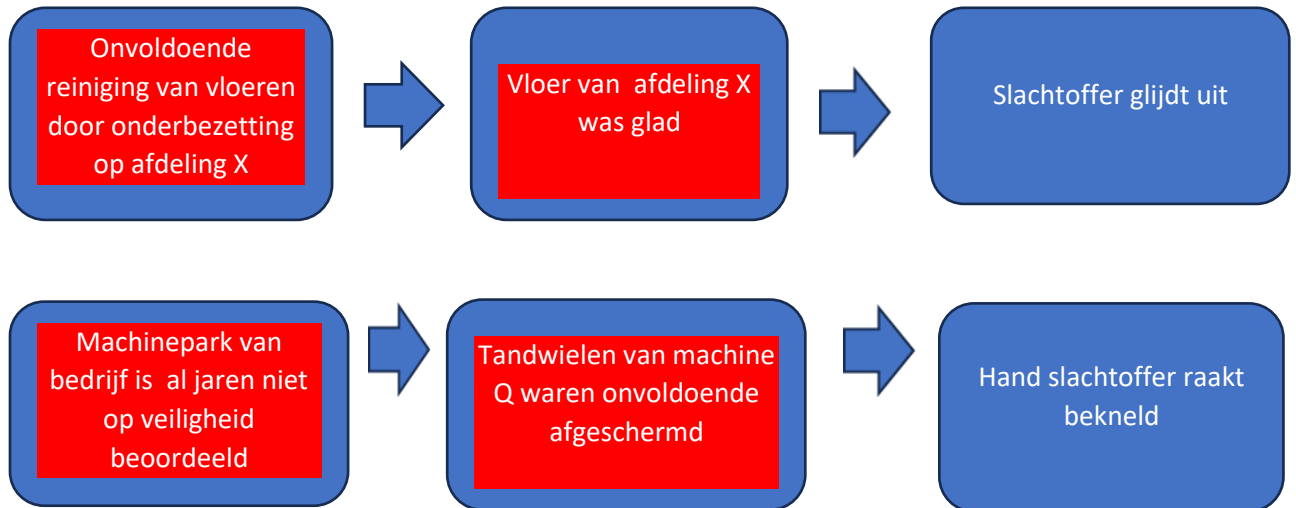 Onvoldoende
reiniging van vloeren
door onderbezetting
op afdeling X
Vloer van afdeling X
was glad
Slachtoffer glijdt uit
Machinepark van
bedrijf is al jaren niet
op veiligheid
beoordeeld
Tandwielen van machine
Q waren onvoldoende
afgeschermd
Hand slachtoffer raakt
bekneld